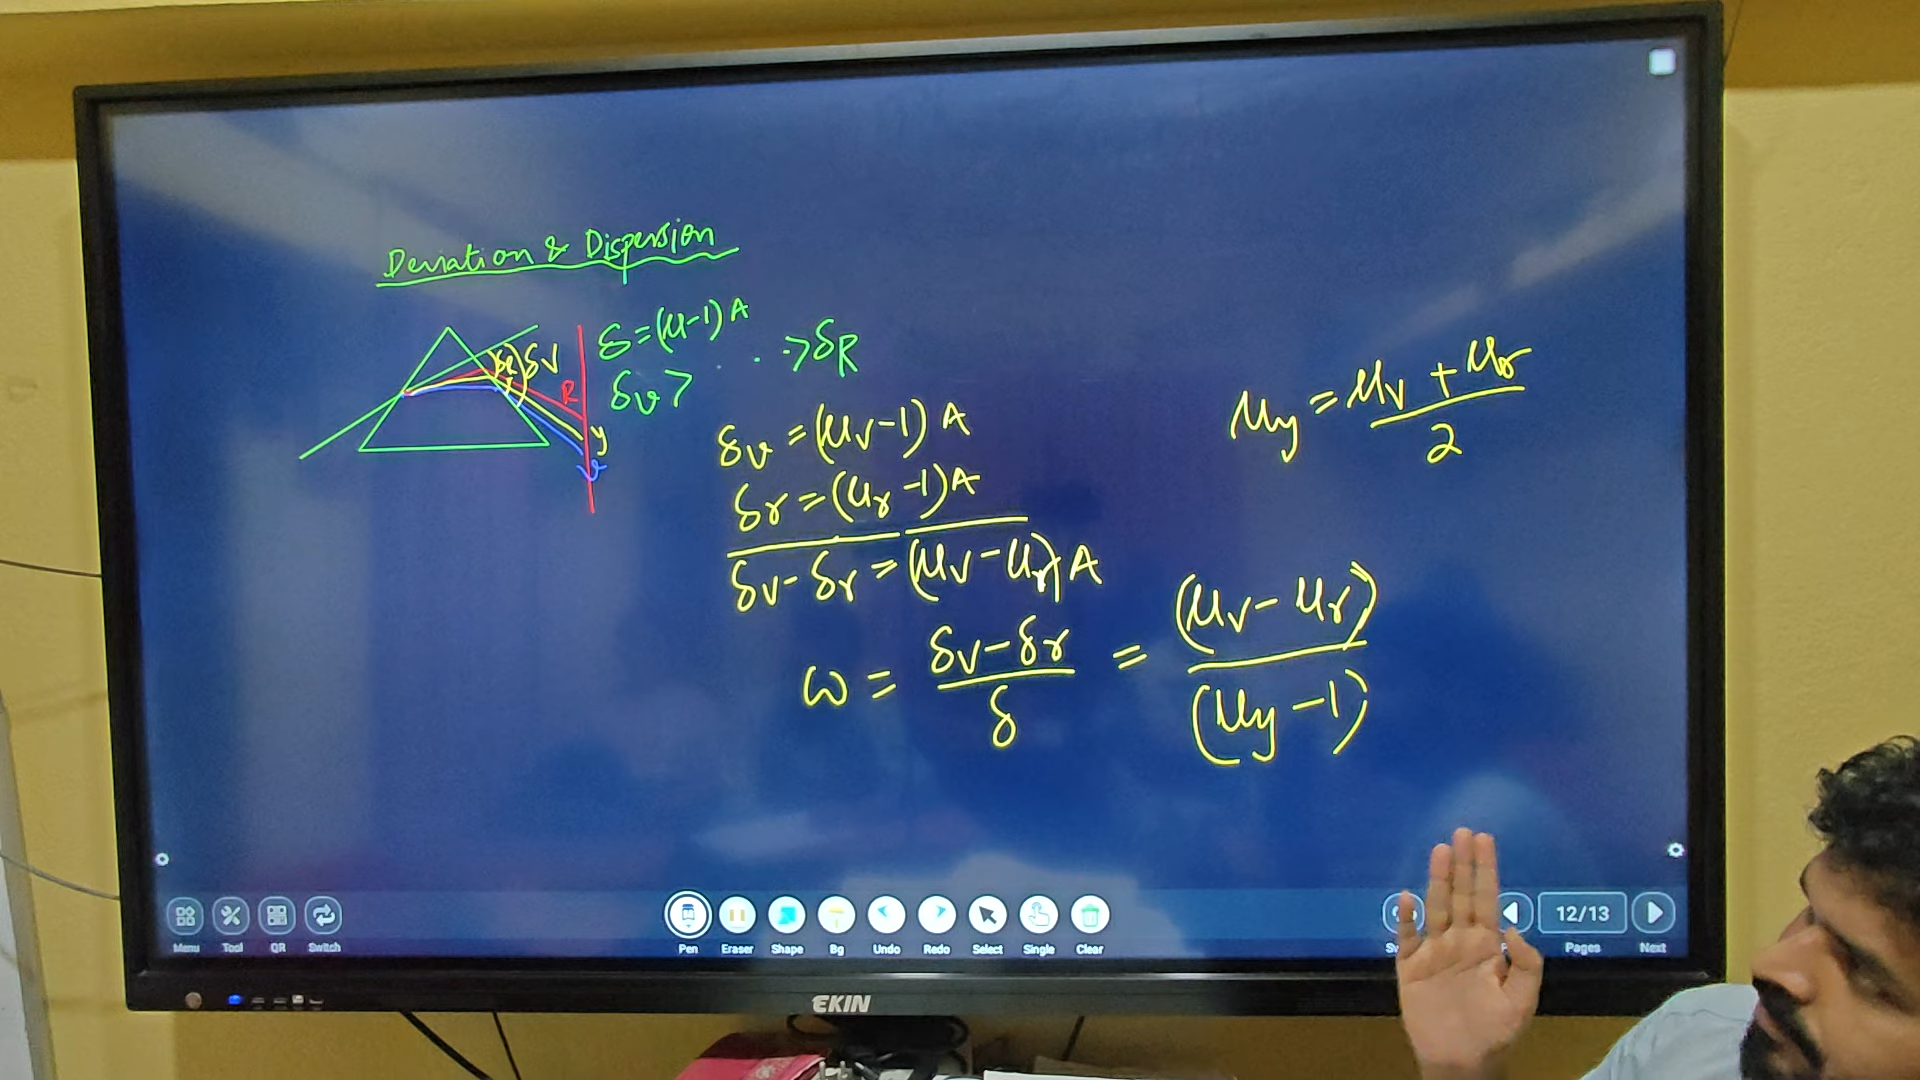 Deviation & Dispersion
δ = (μ-1) A
δv > . . > δR
δR δV
R
y
v
δv = (μv-1) A
δr = (μr-1) A
δv - δr = (μv - μr) A
μy = (μv + μr) / 2
ω = (δv - δr) / δ = (μv - μr) / (μy - 1)
Menu Tool QR Switch Pen Eraser Shape Bg Undo Redo Select Single Clear 12/13 Pages Next
EKIN